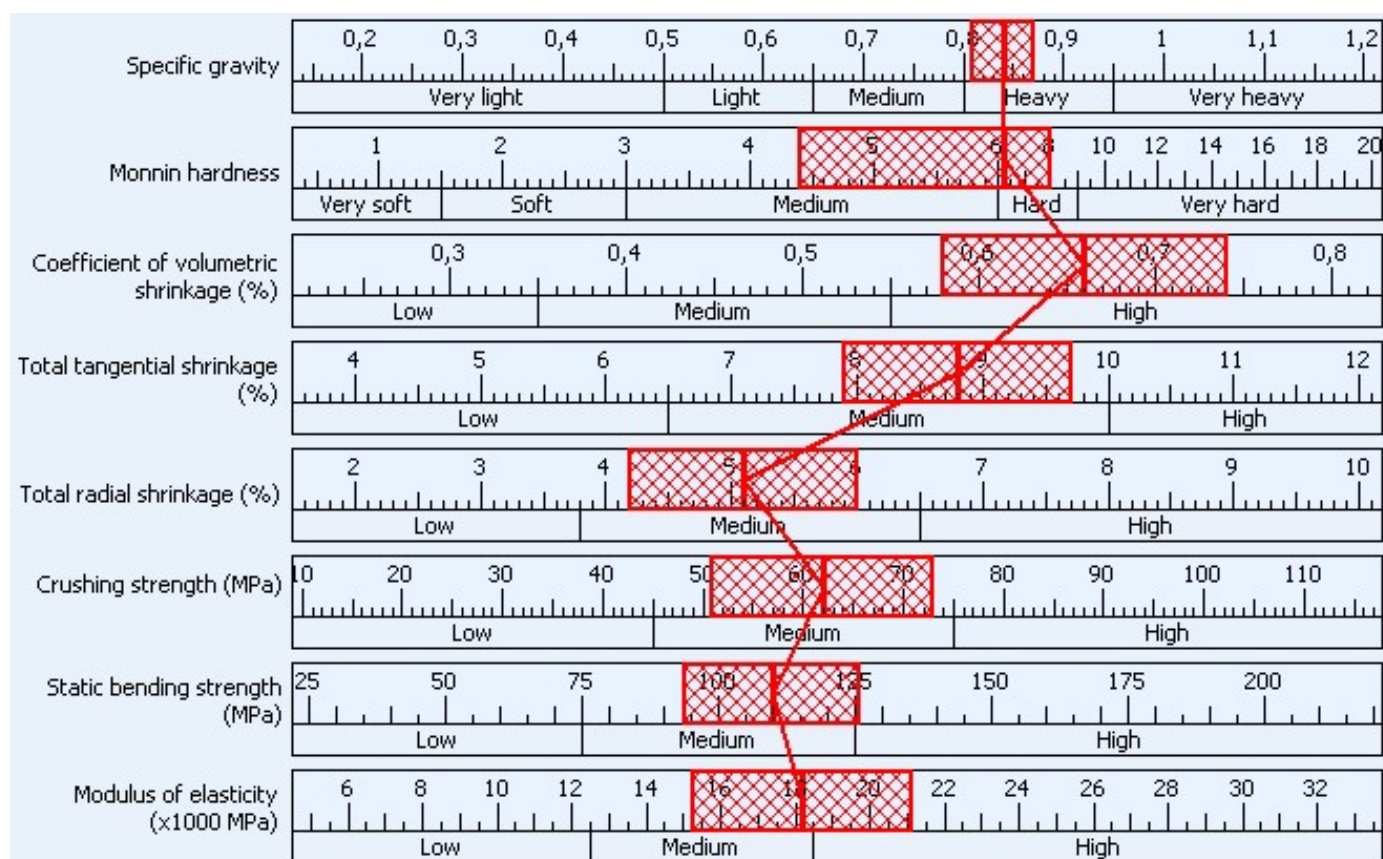 0,2 0,3 0,4 0,5 0,6 0,7 0,8 0,9 1 1,1 1,2
Specific gravity
Very light Light Medium Heavy Very heavy
1 2 3 4 5 6 8 10 12 14 16 18 20
Monnin hardness
Very soft Soft Medium Hard Very hard
0,3 0,4 0,5 0,6 0,7 0,8
Coefficient of volumetric
shrinkage (%)
Low Medium High
4 5 6 7 8 9 10 11 12
Total tangential shrinkage
(%)
Low Medium High
2 3 4 5 6 7 8 9 10
Total radial shrinkage (%)
Low Medium High
10 20 30 40 50 60 70 80 90 100 110
Crushing strength (MPa)
Low Medium High
25 50 75 100 125 150 175 200
Static bending strength
(MPa)
Low Medium High
6 8 10 12 14 16 18 20 22 24 26 28 30 32
Modulus of elasticity
(x1000 MPa)
Low Medium High